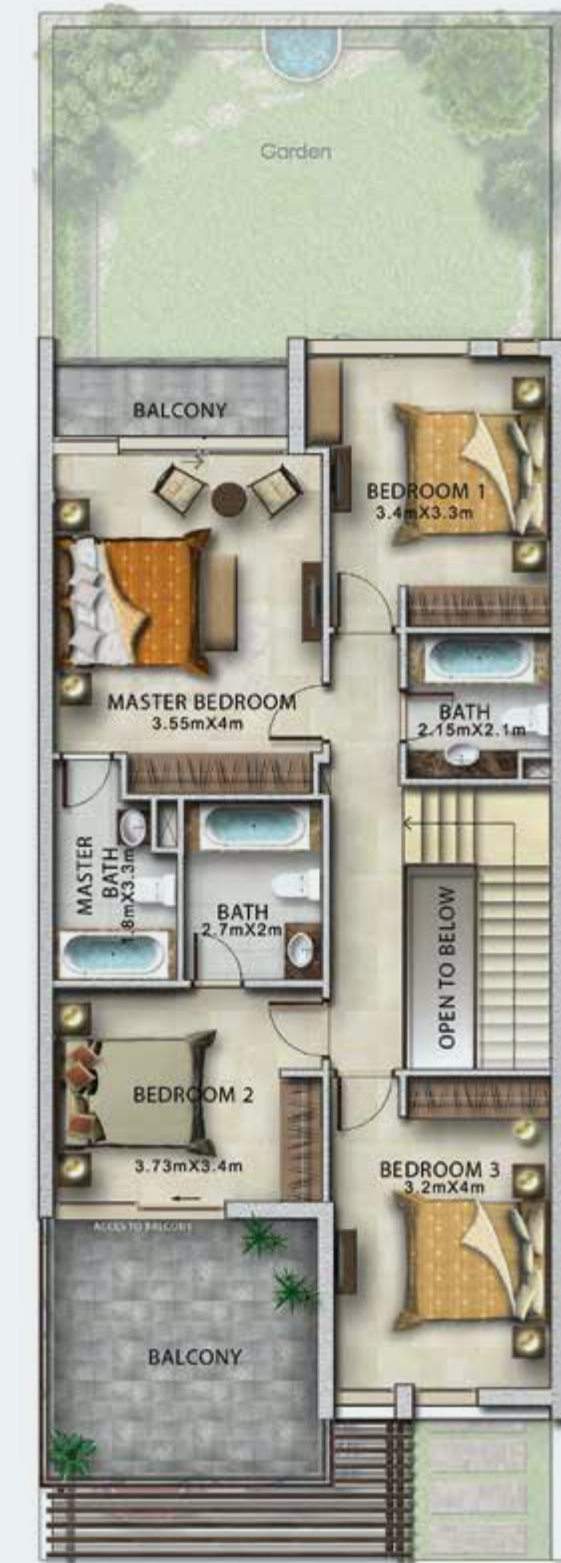 Garden
BALCONY
BEDROOM 1
3.4mX3.3m
MASTER BEDROOM
3.55mX4m
BATH
2.15mX2.1m
MASTER
BATH
1.8mX3.3m
BATH
2.7mX2m
OPEN TO BELOW
BEDROOM 2
3.73mX3.4m
BEDROOM 3
3.2mX4m
ACCES TO BALCONY
BALCONY